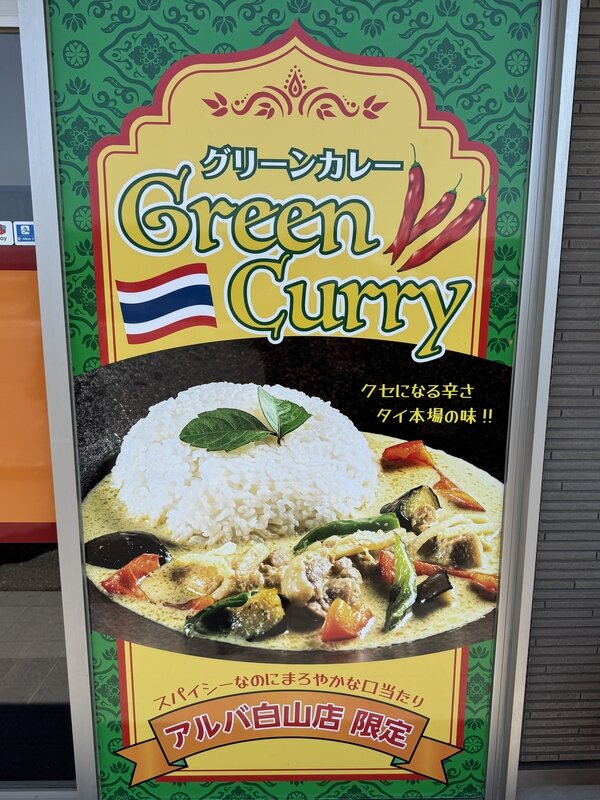 グリーンカレー
Green
Curry
クセになる辛さ
タイ本場の味!!
スパイシーなのにまろやかな口当たり
アルバ白山店 限定